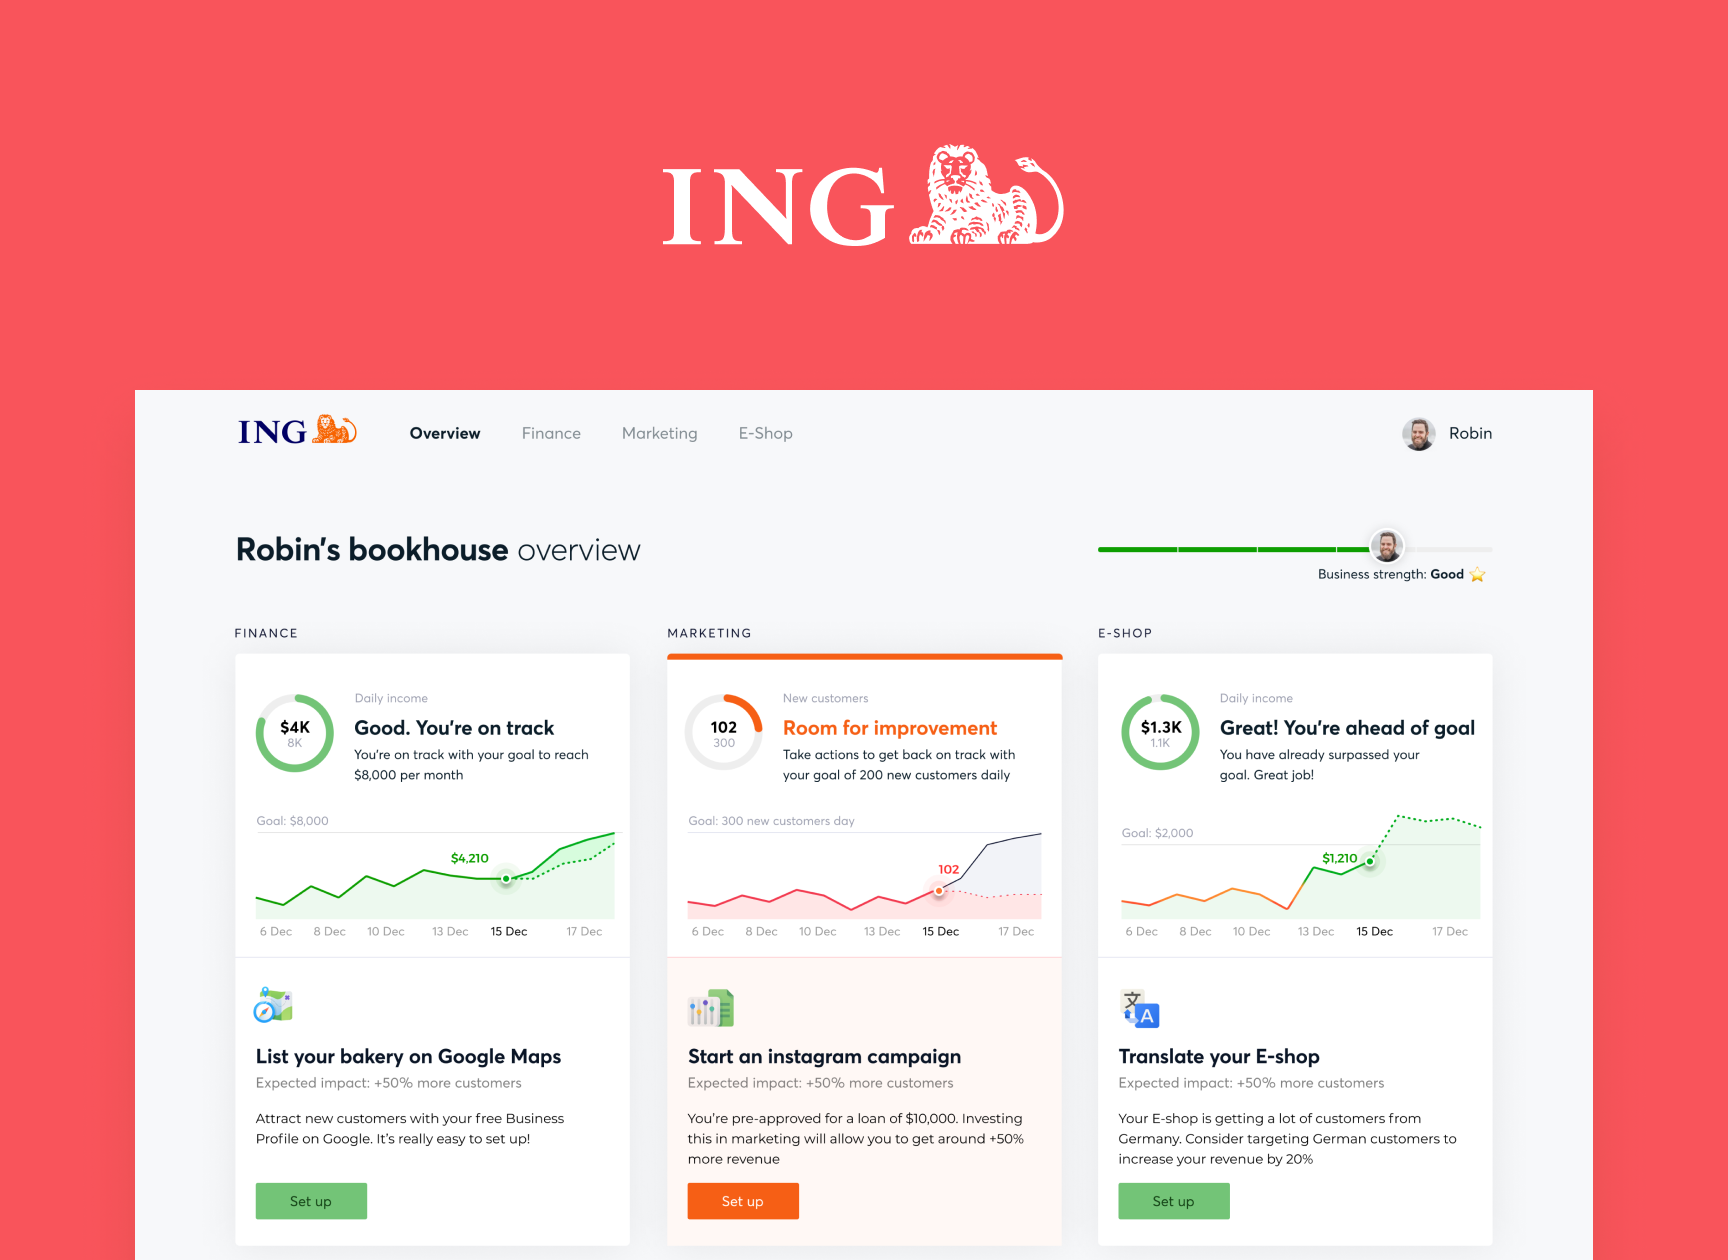 ING
ING
Overview
Finance
Marketing
E-Shop
Robin
Robin's bookhouse overview
Business strength: Good
FINANCE
$4K
8K
Daily income
Good. You're on track
You're on track with your goal to reach
$8,000 per month
Goal: $8,000
$4,210
6 Dec
8 Dec
10 Dec
13 Dec
15 Dec
17 Dec
List your bakery on Google Maps
Expected impact: +50% more customers
Attract new customers with your free Business
Profile on Google. It's really easy to set up!
Set up
MARKETING
102
300
New customers
Room for improvement
Take actions to get back on track with
your goal of 200 new customers daily
Goal: 300 new customers day
102
6 Dec
8 Dec
10 Dec
13 Dec
15 Dec
17 Dec
Start an instagram campaign
Expected impact: +50% more customers
You're pre-approved for a loan of $10,000. Investing
this in marketing will allow you to get around +50%
more revenue
Set up
E-SHOP
$1.3K
1.1K
Daily income
Great! You're ahead of goal
You have already surpassed your
goal. Great job!
Goal: $2,000
$1,210
6 Dec
8 Dec
10 Dec
13 Dec
15 Dec
17 Dec
文
A
Translate your E-shop
Expected impact: +50% more customers
Your E-shop is getting a lot of customers from
Germany. Consider targeting German customers to
increase your revenue by 20%
Set up